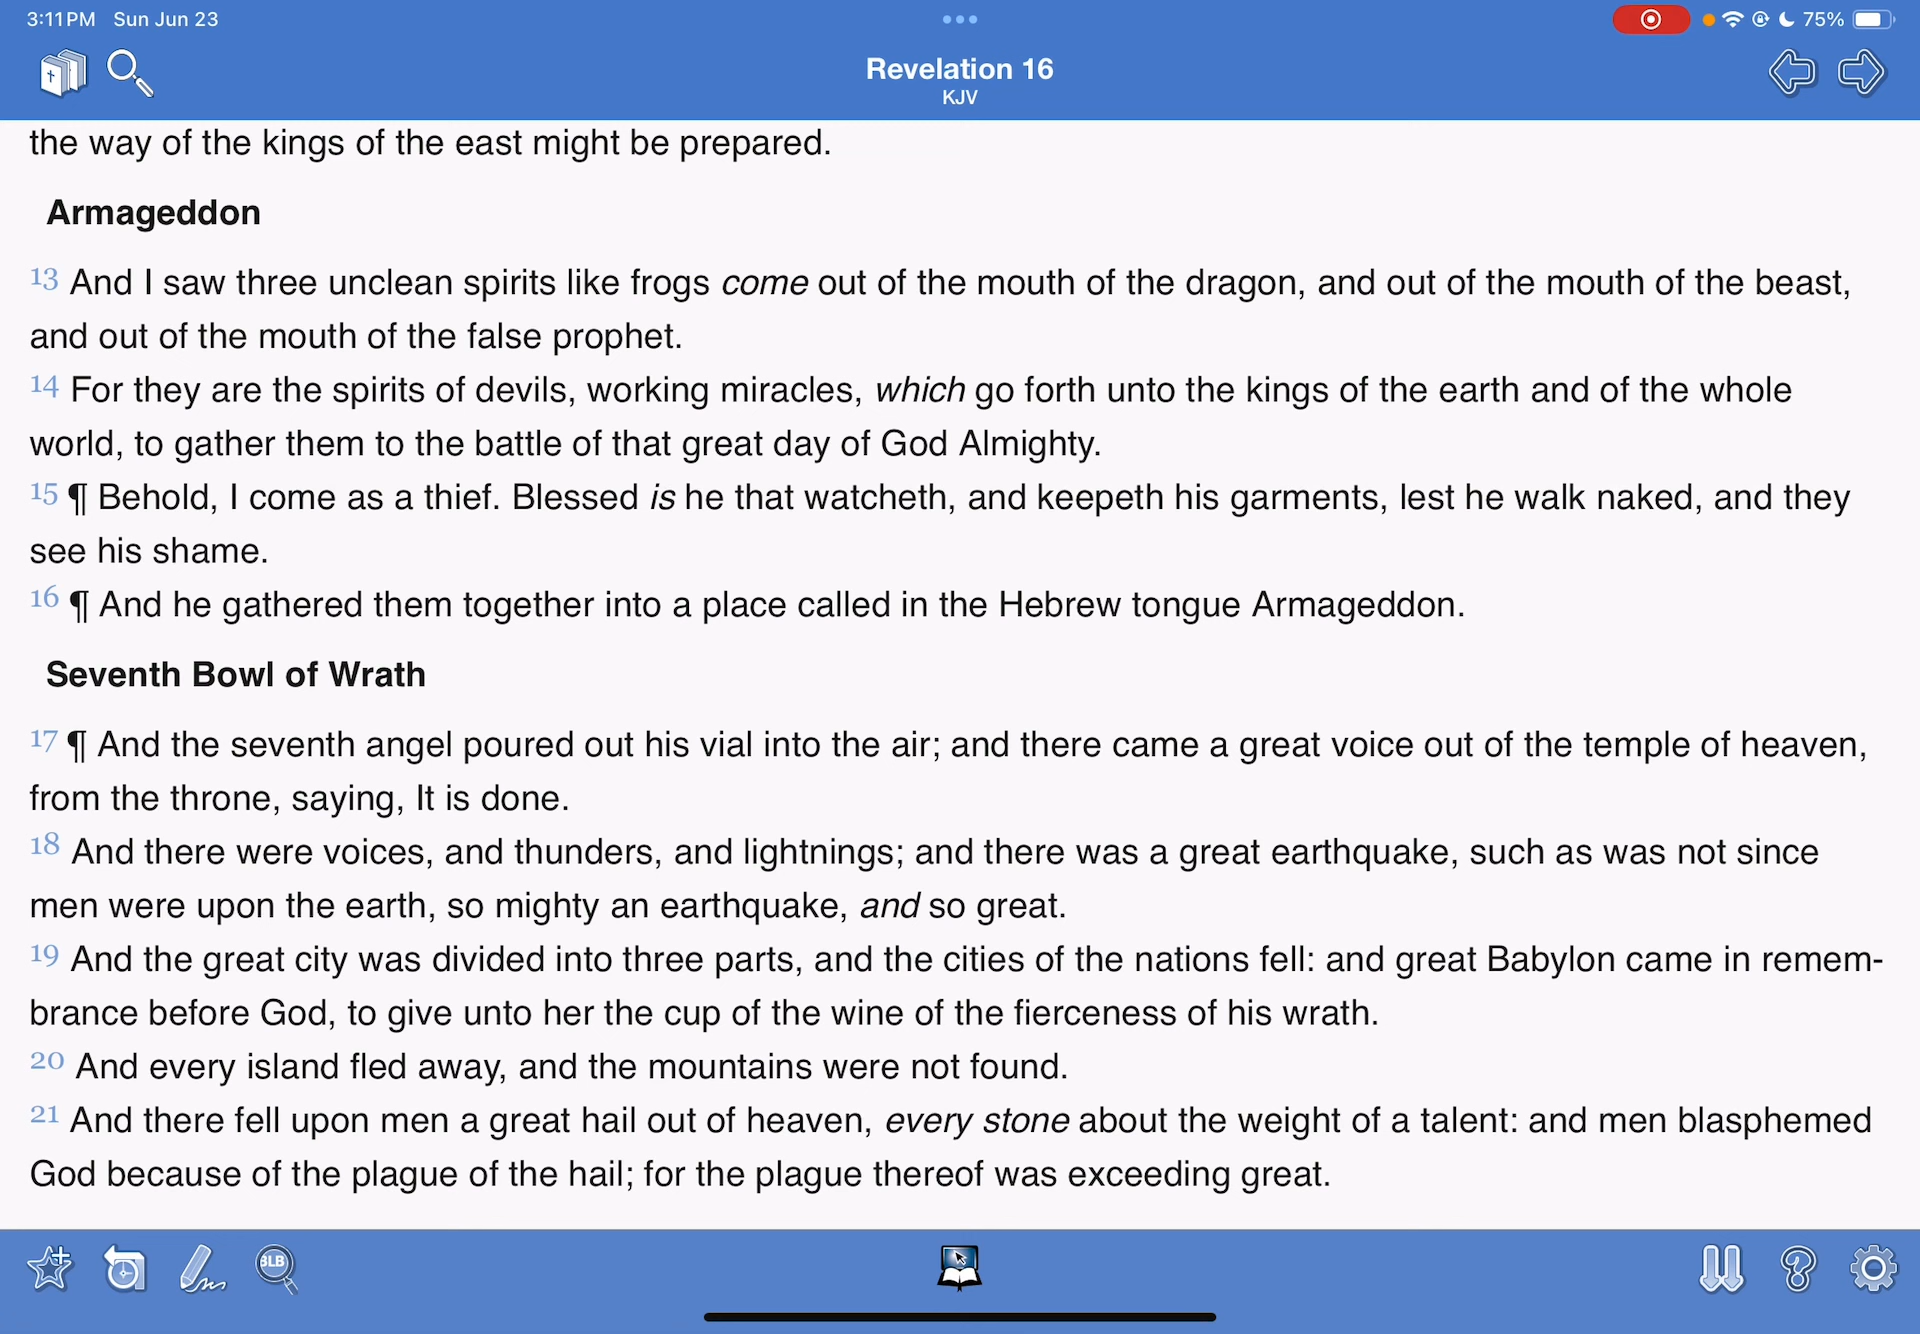 3:11 PM Sun Jun 23
75%
Revelation 16
KJV
the way of the kings of the east might be prepared.
Armageddon
13 And I saw three unclean spirits like frogs come out of the mouth of the dragon, and out of the mouth of the beast,
and out of the mouth of the false prophet.
14 For they are the spirits of devils, working miracles, which go forth unto the kings of the earth and of the whole
world, to gather them to the battle of that great day of God Almighty.
15 ¶ Behold, I come as a thief. Blessed is he that watcheth, and keepeth his garments, lest he walk naked, and they
see his shame.
16 ¶ And he gathered them together into a place called in the Hebrew tongue Armageddon.
Seventh Bowl of Wrath
17 ¶ And the seventh angel poured out his vial into the air; and there came a great voice out of the temple of heaven,
from the throne, saying, It is done.
18 And there were voices, and thunders, and lightnings; and there was a great earthquake, such as was not since
men were upon the earth, so mighty an earthquake, and so great.
19 And the great city was divided into three parts, and the cities of the nations fell: and great Babylon came in remem-
brance before God, to give unto her the cup of the wine of the fierceness of his wrath.
20 And every island fled away, and the mountains were not found.
21 And there fell upon men a great hail out of heaven, every stone about the weight of a talent: and men blasphemed
God because of the plague of the hail; for the plague thereof was exceeding great.
BLB